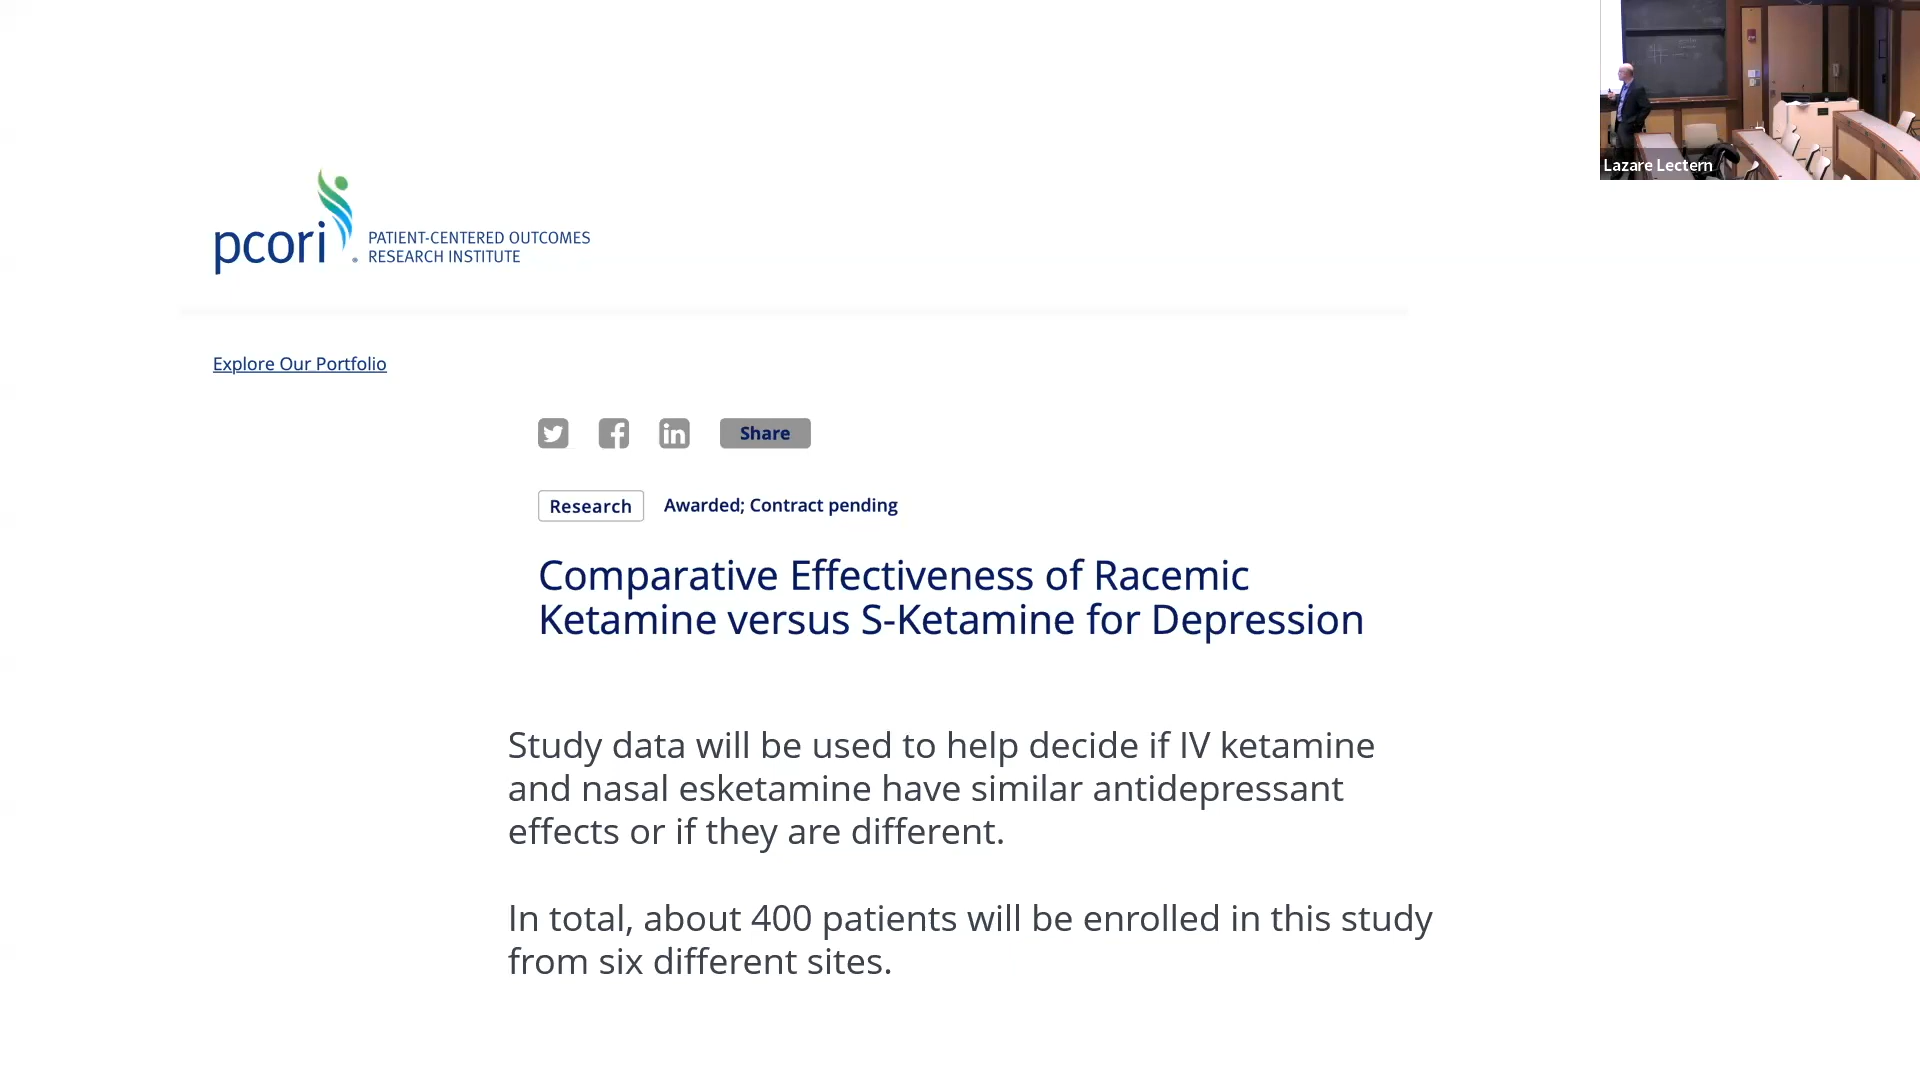 Lazare Lectern
pcori
PATIENT-CENTERED OUTCOMES
RESEARCH INSTITUTE
Explore Our Portfolio
Share
Research
Awarded; Contract pending
Comparative Effectiveness of Racemic
Ketamine versus S-Ketamine for Depression
Study data will be used to help decide if IV ketamine
and nasal esketamine have similar antidepressant
effects or if they are different.
In total, about 400 patients will be enrolled in this study
from six different sites.